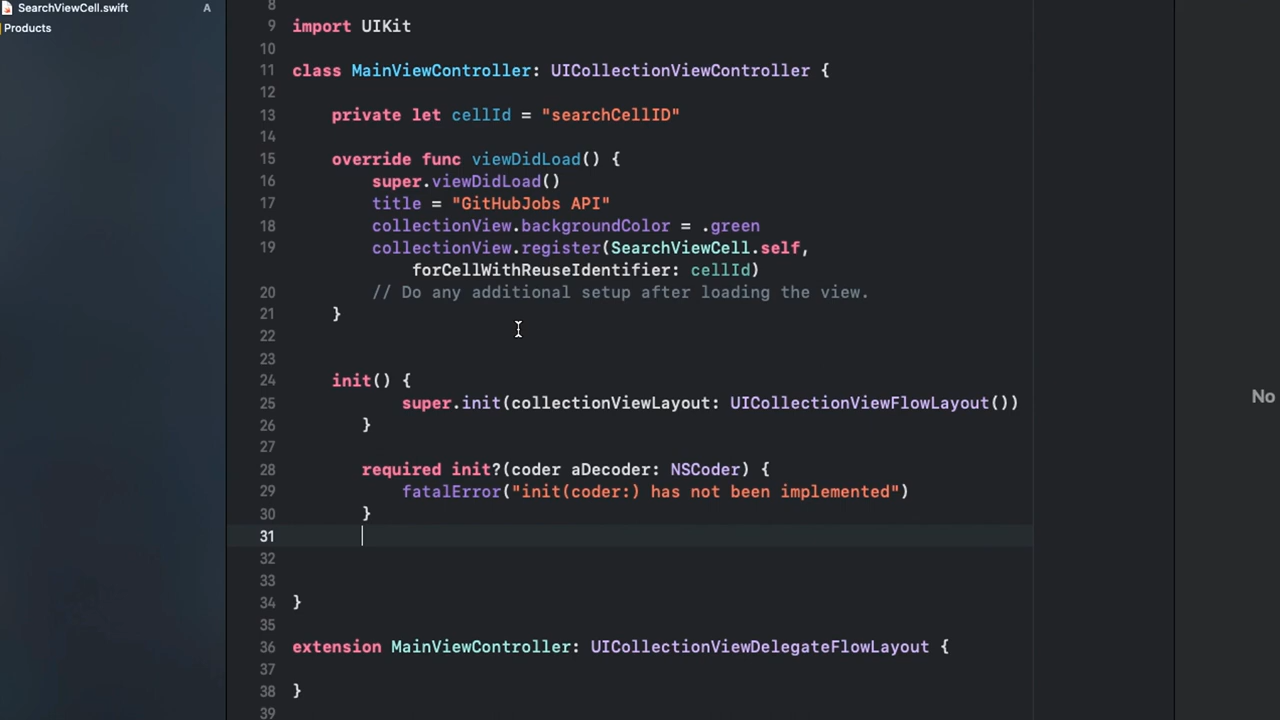 SearchViewCell.swift A
Products
8
9 import UIKit
10
11 class MainViewController: UICollectionViewController {
12
13 private let cellId = "searchCellID"
14
15 override func viewDidLoad() {
16 super.viewDidLoad()
17 title = "GitHubJobs API"
18 collectionView.backgroundColor = .green
19 collectionView.register(SearchViewCell.self,
forCellWithReuseIdentifier: cellId)
20 // Do any additional setup after loading the view.
21 }
22
23
24 init() {
25 super.init(collectionViewLayout: UICollectionViewFlowLayout())
26 }
27
28 required init?(coder aDecoder: NSCoder) {
29 fatalError("init(coder:) has not been implemented")
30 }
31
32
33
34 }
35
36 extension MainViewController: UICollectionViewDelegateFlowLayout {
37
38 }
39
No